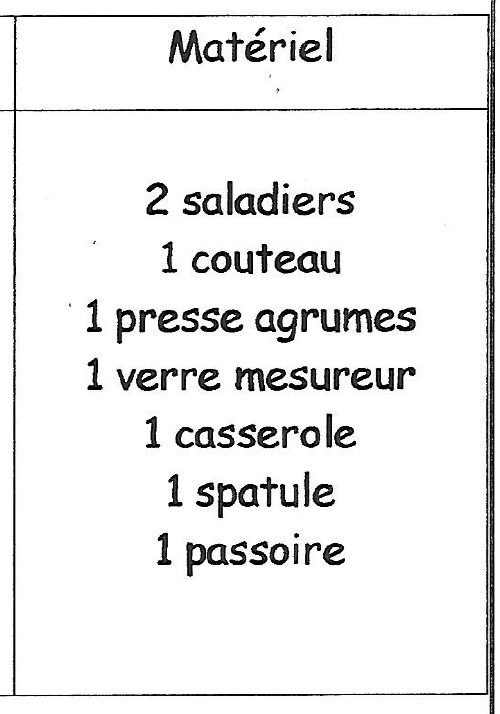 Matériel
2 saladiers
1 couteau
1 presse agrumes
1 verre mesureur
1 casserole
1 spatule
1 passoire